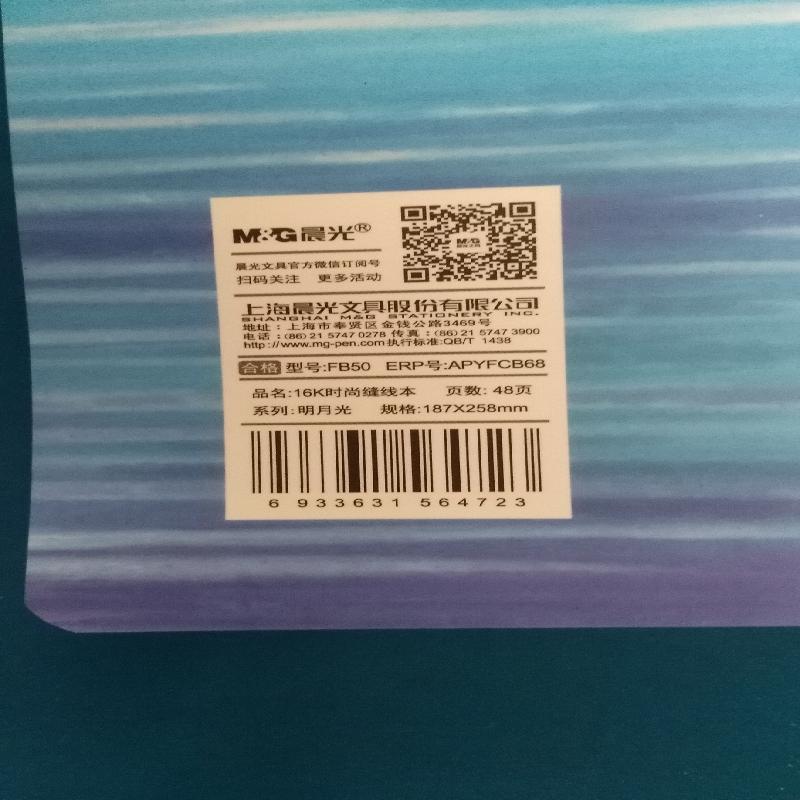 M&G晨光®
晨光文具官方微信订阅号
扫码关注 更多活动
M&G
上海晨光文具股份有限公司
SHANGHAI M&G STATIONERY INC.
地址：上海市奉贤区金钱公路3469号
电话：(86) 21 5747 0278 传真：(86) 21 5747 3900
http://www.mg-pen.com 执行标准:QB/T 1438
合格 型号:FB50 ERP号:APYFCB68
品名:16K时尚缝线本 页数: 48页
系列: 明月光 规格:187X258mm
6 933631 564723